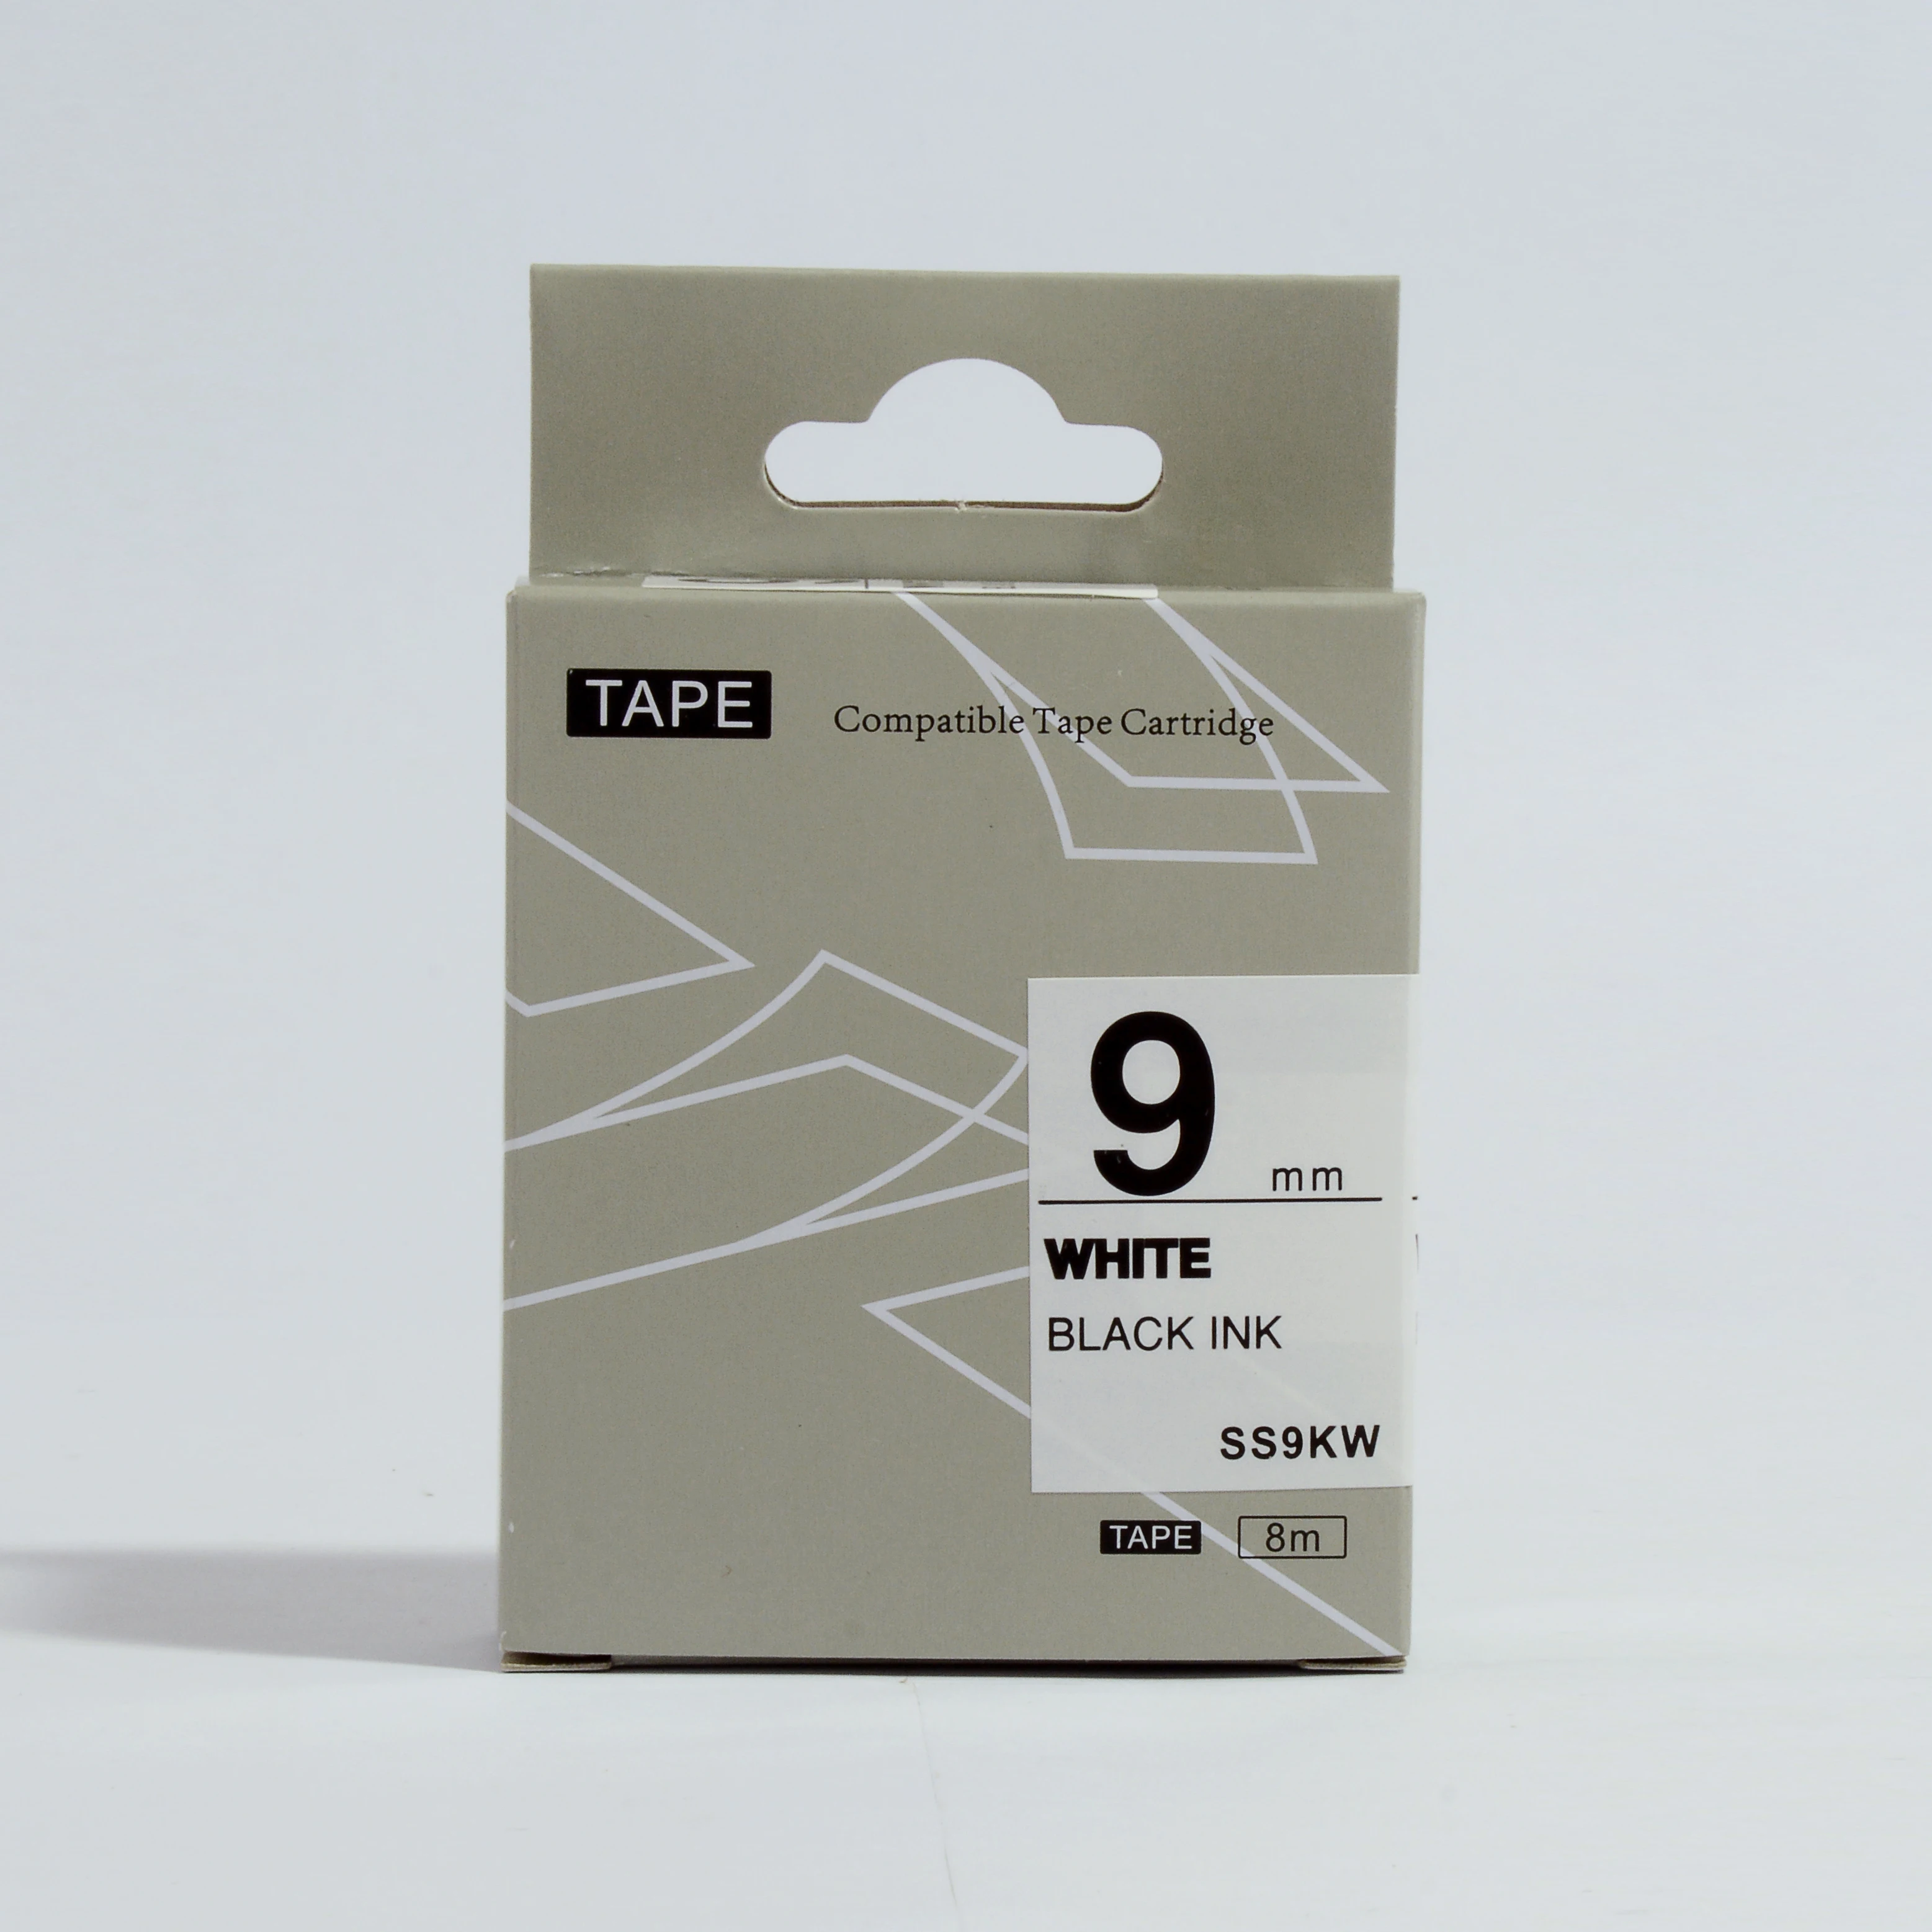 TAPE
Compatible Tape Cartridge
9 mm
WHITE
BLACK INK
SS9KW
TAPE 8m